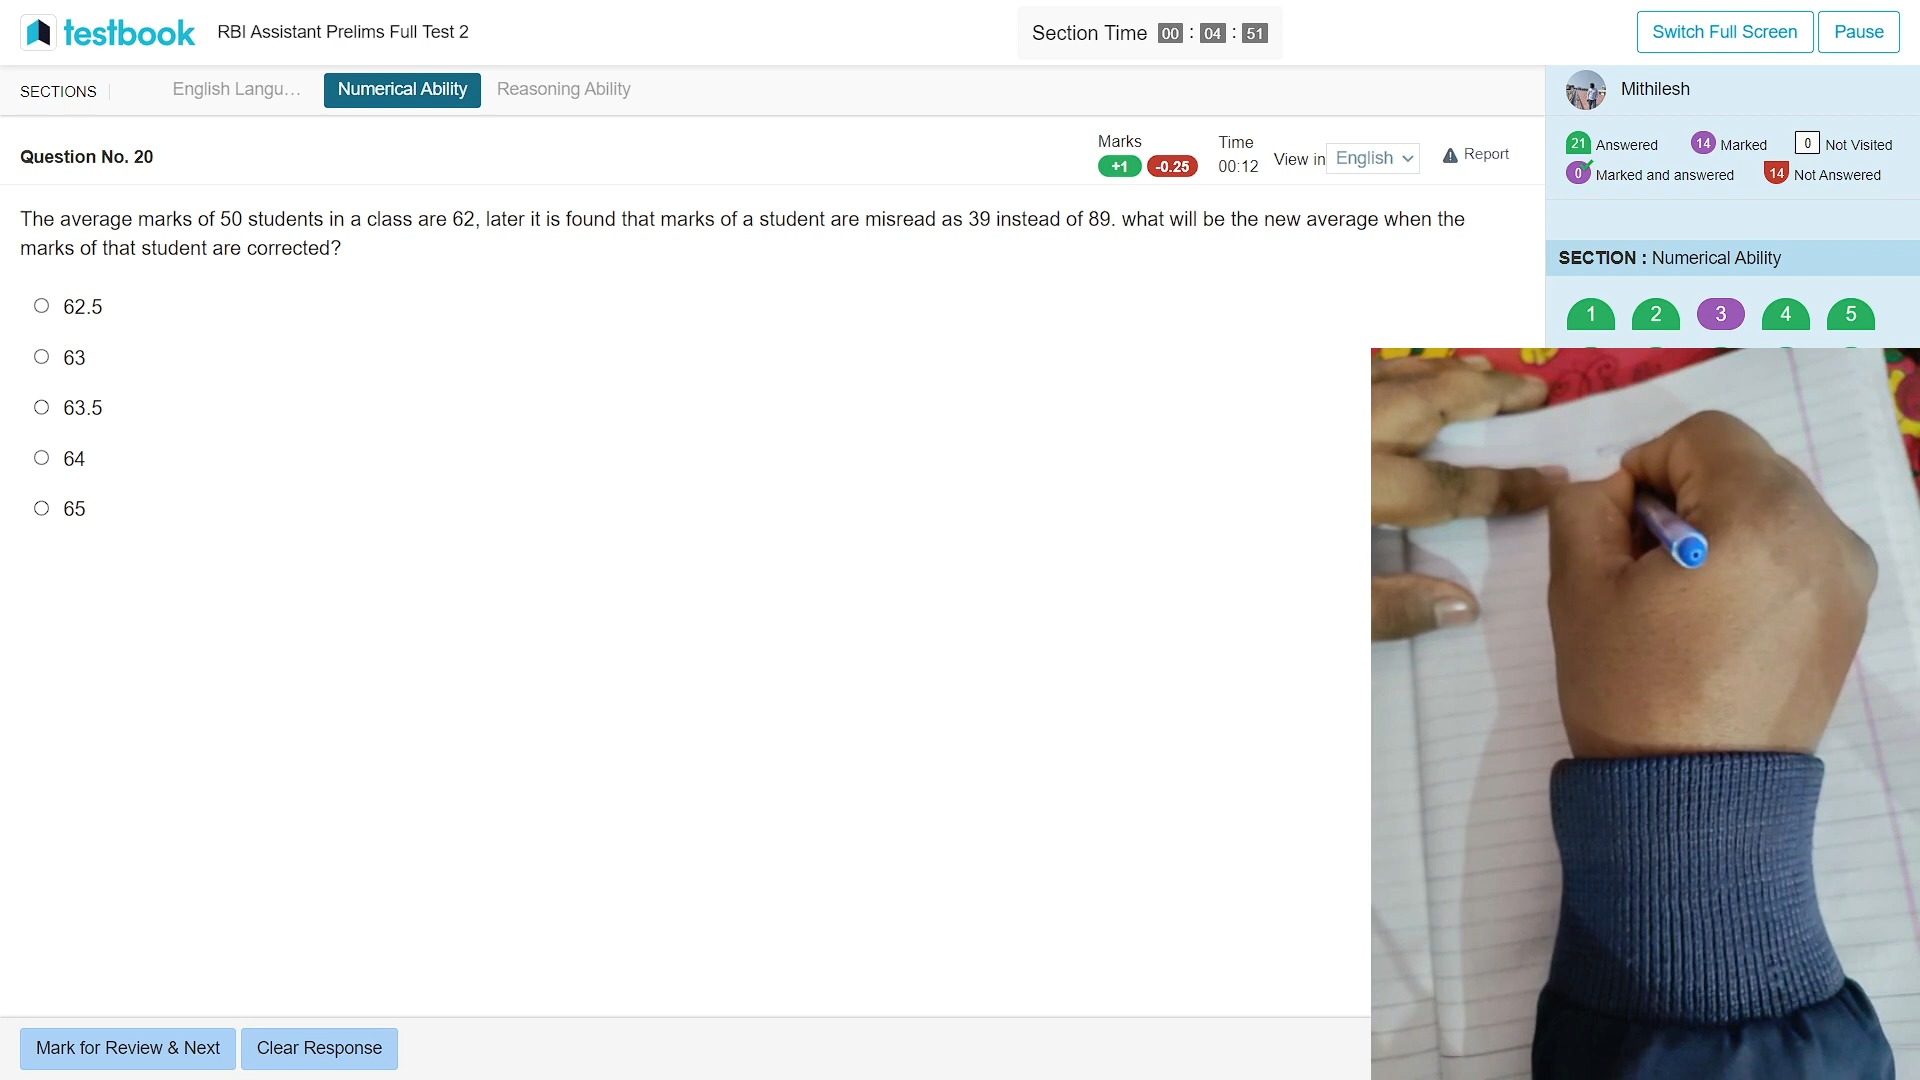 testbook RBI Assistant Prelims Full Test 2 Section Time 00 : 04 : 51 Switch Full Screen Pause
SECTIONS English Langu... Numerical Ability Reasoning Ability Mithilesh
Question No. 20 Marks +1 -0.25 Time 00:12 View in English Report
21 Answered 14 Marked 0 Not Visited
0 Marked and answered 14 Not Answered
The average marks of 50 students in a class are 62, later it is found that marks of a student are misread as 39 instead of 89. what will be the new average when the
marks of that student are corrected?
SECTION : Numerical Ability
1 2 3 4 5
62.5
63
63.5
64
65
Mark for Review & Next Clear Response